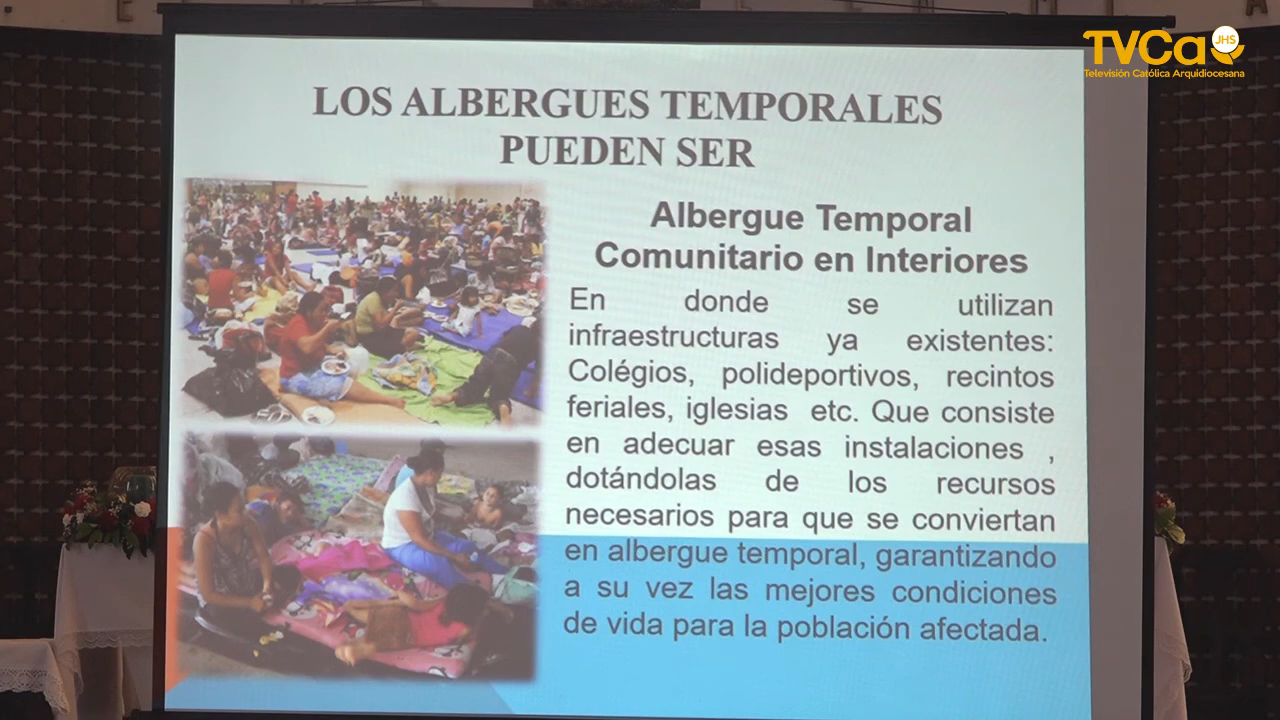 TVCa
JHS
Televisión Católica Arquidiocesana
LOS ALBERGUES TEMPORALES
PUEDEN SER
Albergue Temporal
Comunitario en Interiores
En donde se utilizan
infraestructuras ya existentes:
Colégios, polideportivos, recintos
feriales, iglesias etc. Que consiste
en adecuar esas instalaciones ,
dotándolas de los recursos
necesarios para que se conviertan
en albergue temporal, garantizando
a su vez las mejores condiciones
de vida para la población afectada.